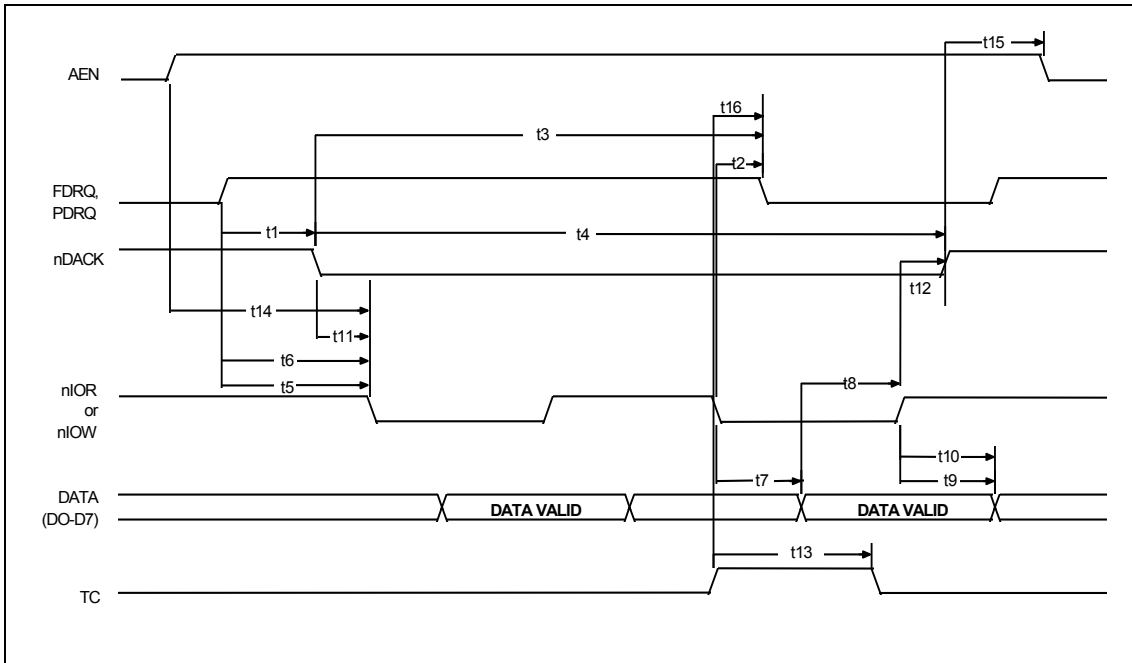 t15
AEN
t16
t3
t2
FDRQ,
PDRQ
t1
t4
nDACK
t12
t14
t11
t6
t8
t5
nIOR
or
nIOW
t10
t7
t9
DATA
(DO-D7)
DATA VALID
DATA VALID
t13
TC